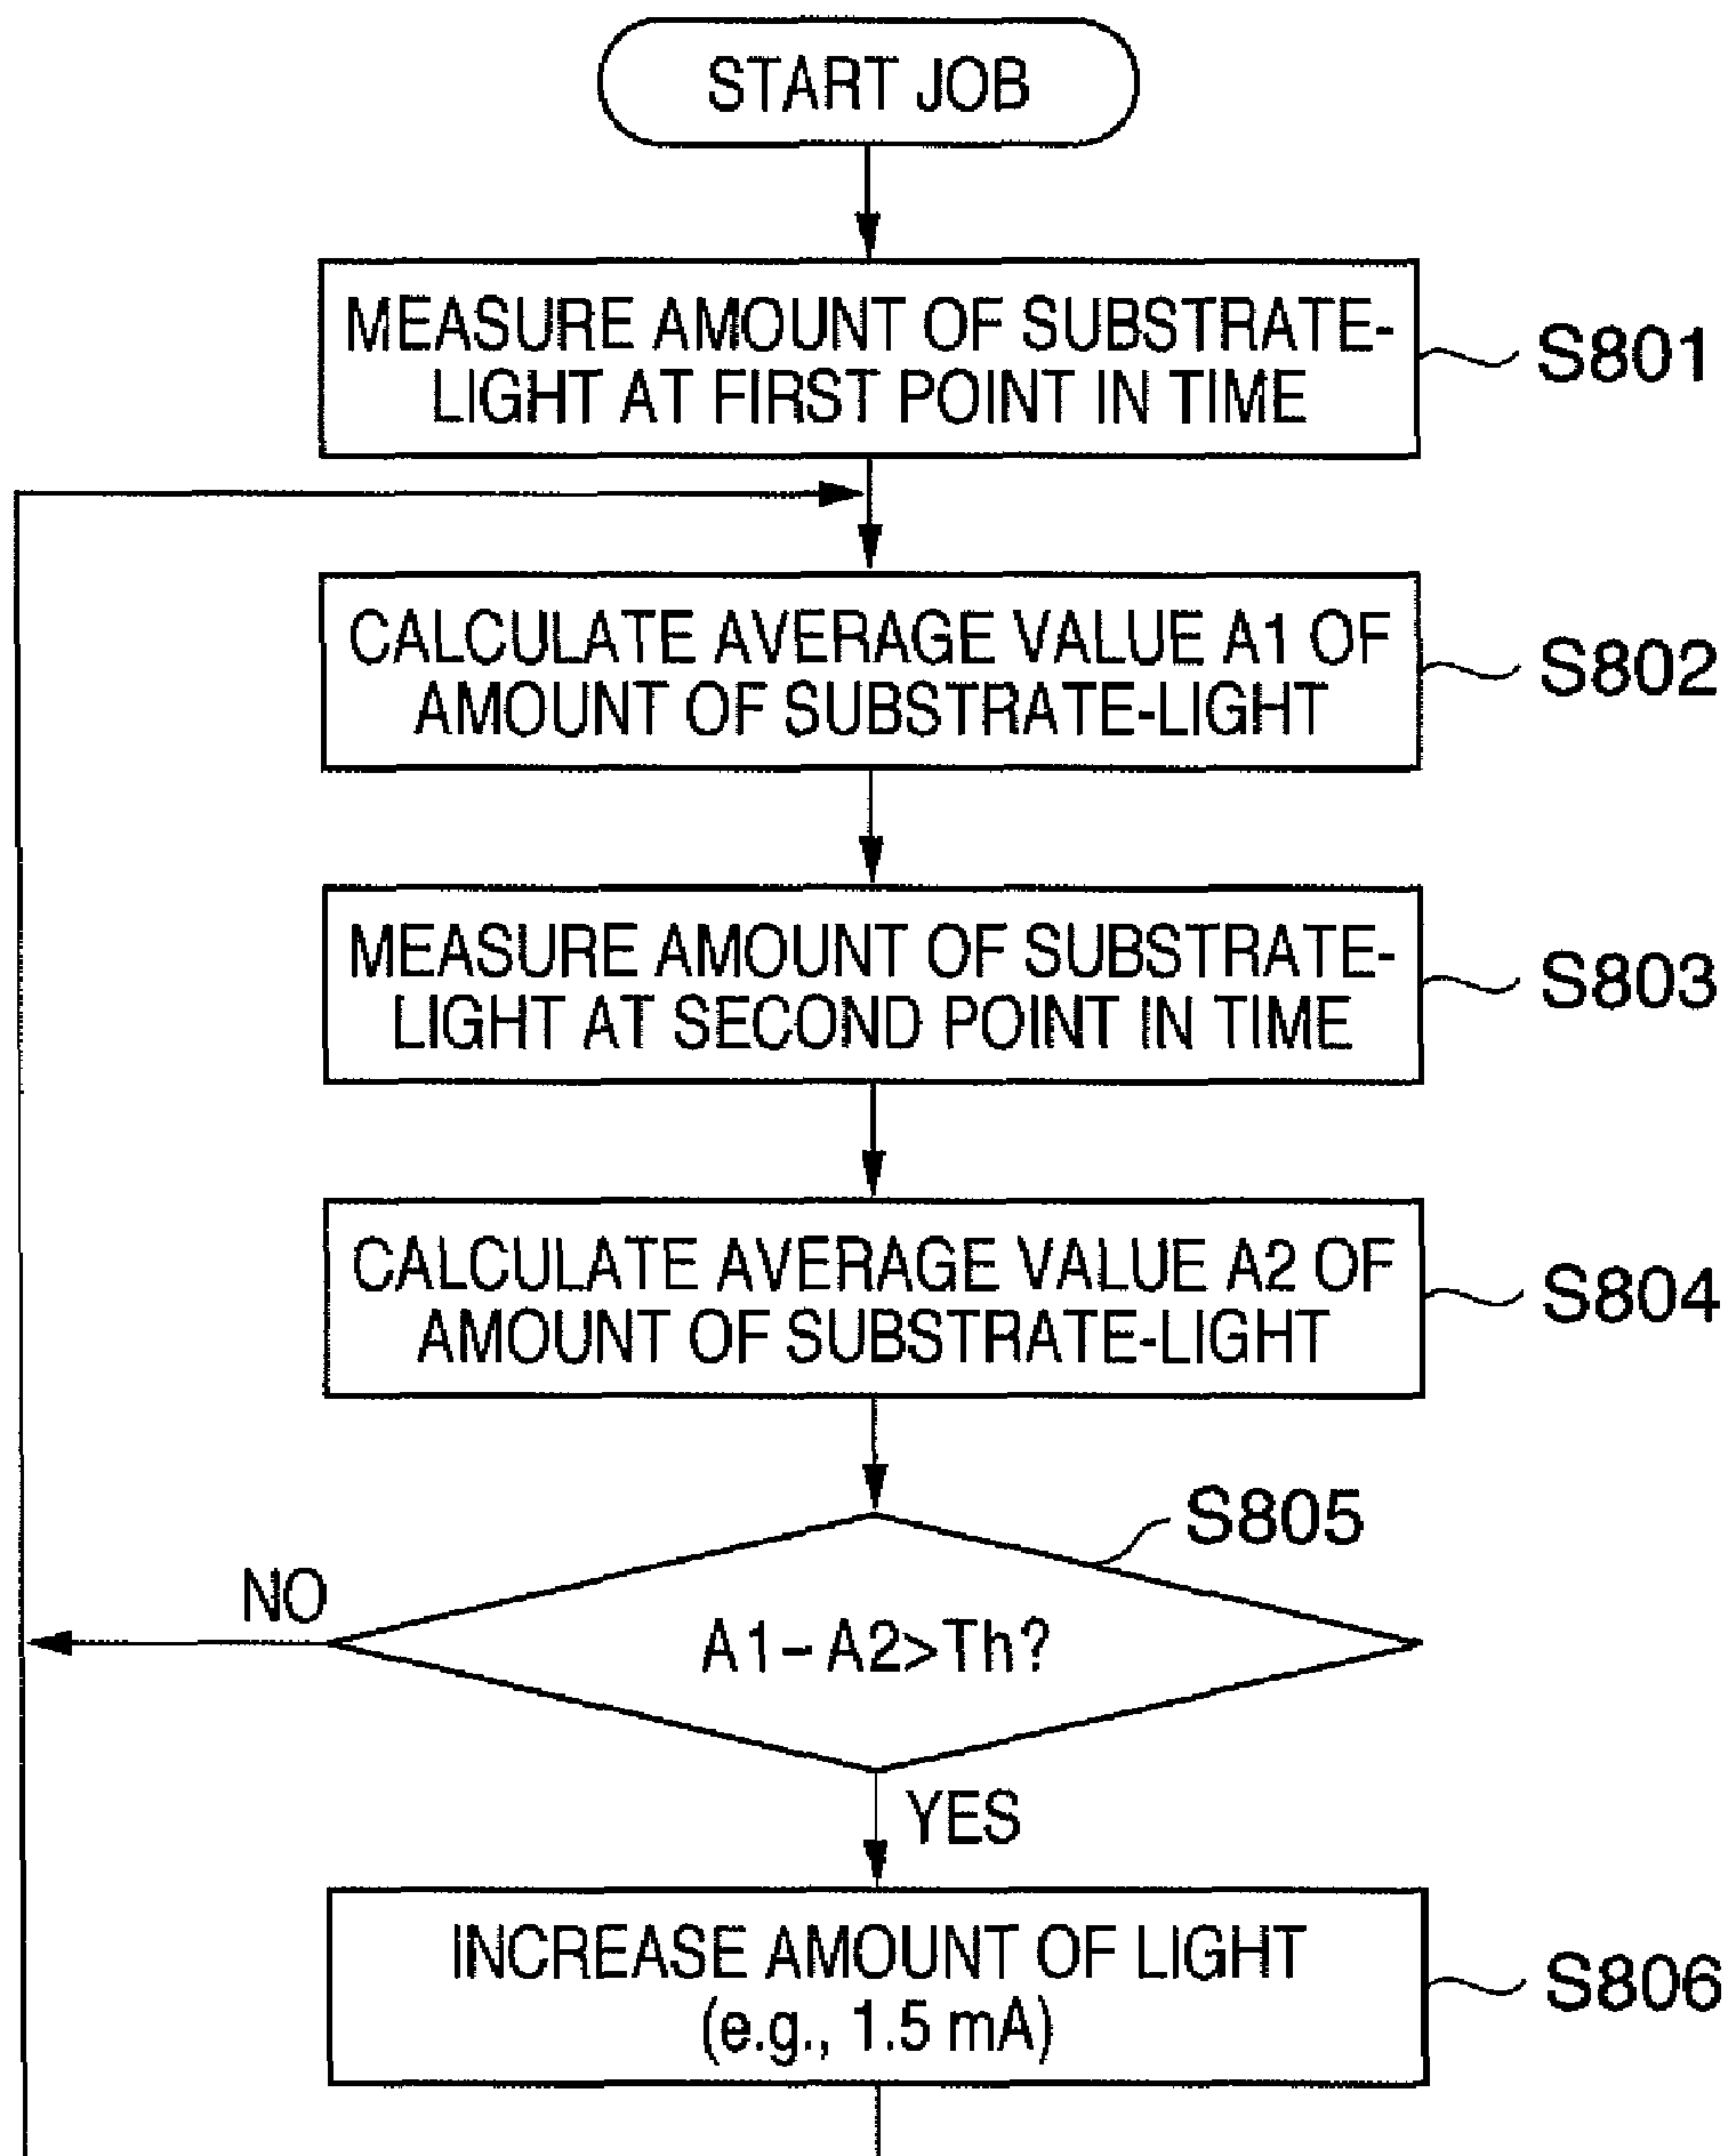 START JOB
MEASURE AMOUNT OF SUBSTRATE-
LIGHT AT FIRST POINT IN TIME
S801
CALCULATE AVERAGE VALUE A1 OF
AMOUNT OF SUBSTRATE-LIGHT
S802
MEASURE AMOUNT OF SUBSTRATE-
LIGHT AT SECOND POINT IN TIME
S803
CALCULATE AVERAGE VALUE A2 OF
AMOUNT OF SUBSTRATE-LIGHT
S804
S805
NO
A1-A2>Th?
YES
INCREASE AMOUNT OF LIGHT
(e.g., 1.5 mA)
S806